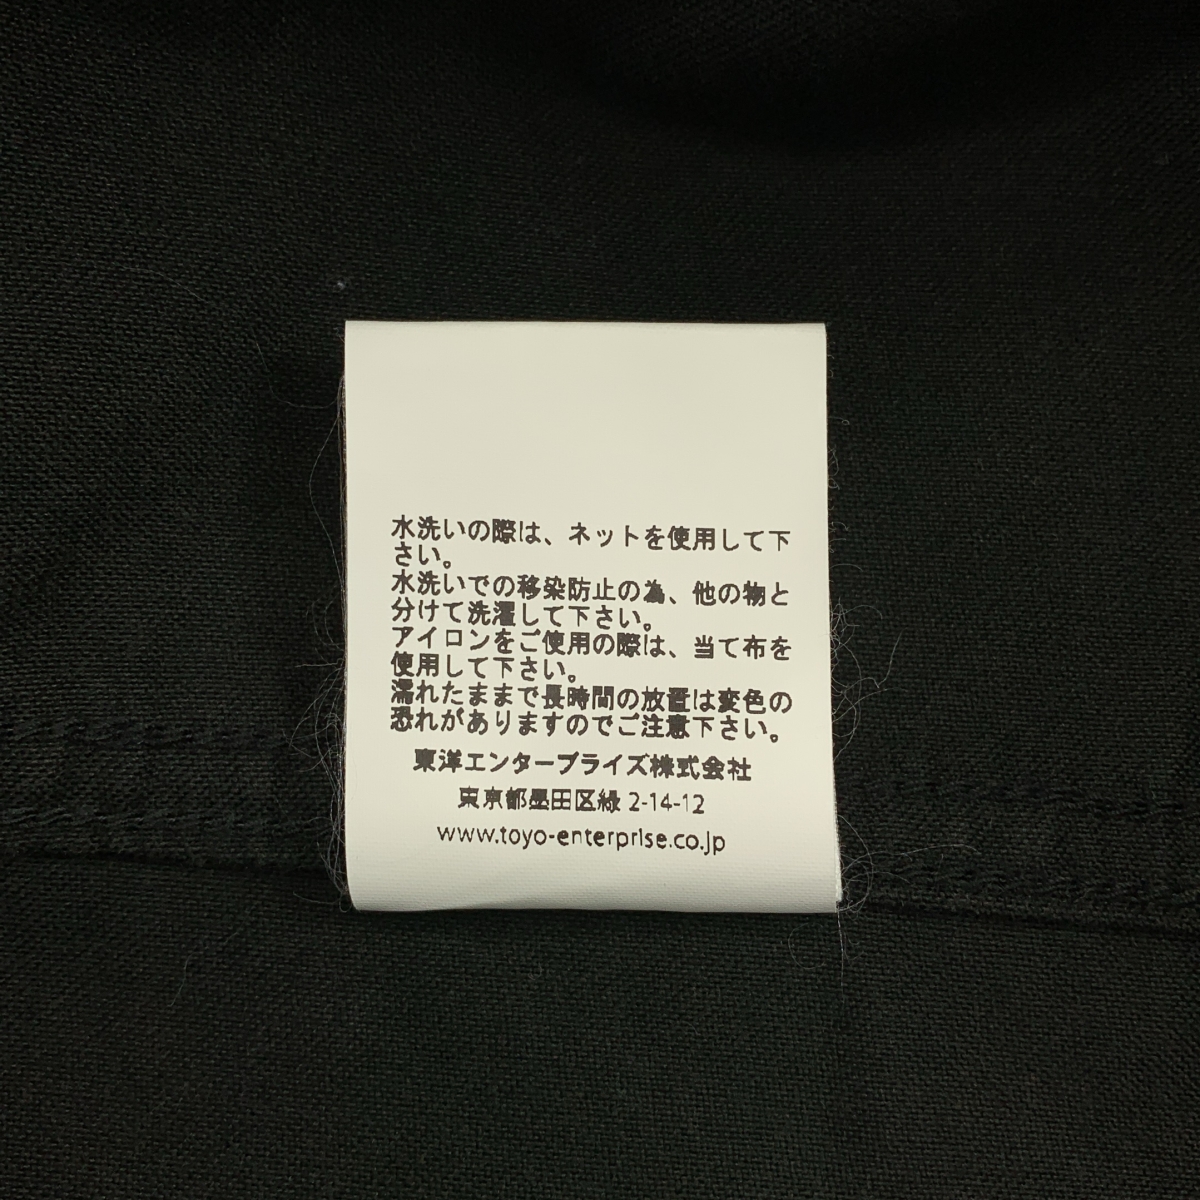 水洗いの際は、ネットを使用して下
さい。
水洗いでの移染防止の為、他の物と
分けて洗濯して下さい。
アイロンをご使用の際は、当て布を
使用して下さい。
濡れたままで長時間の放置は変色の
恐れがありますのでご注意下さい。
東洋エンタープライズ株式会社
東京都墨田区緑 2-14-12
www.toyo-enterprise.co.jp